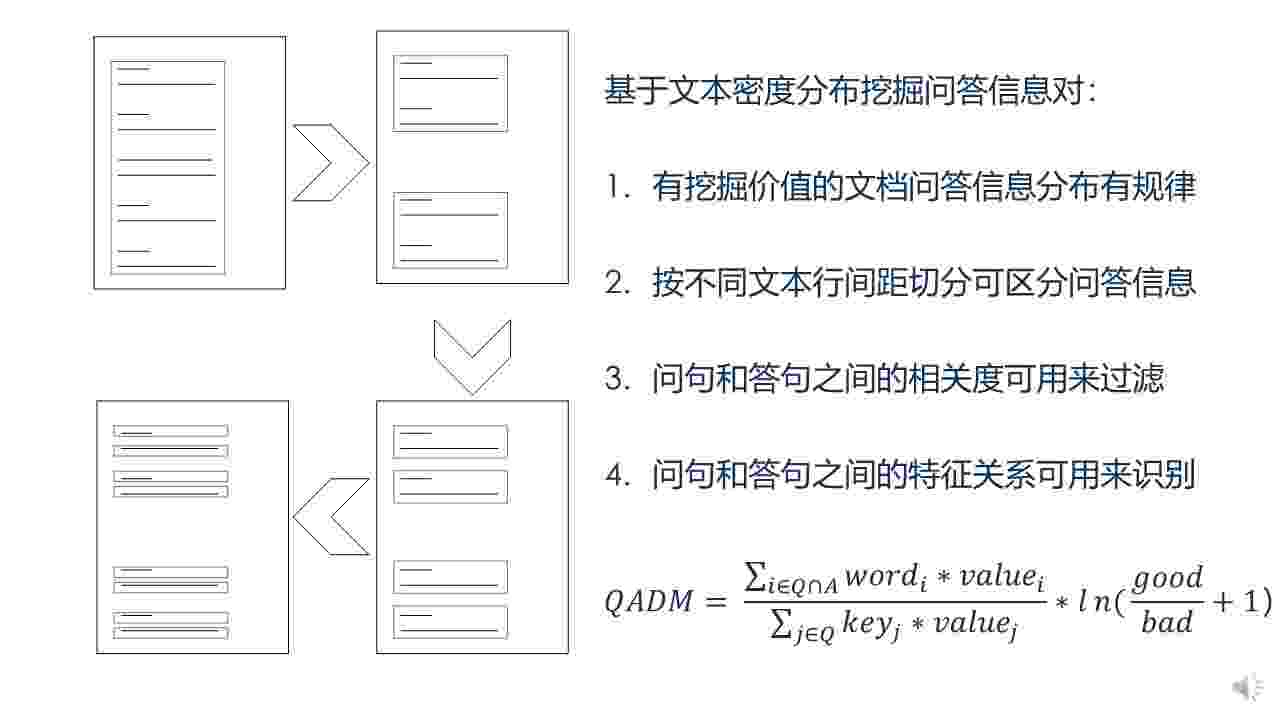 基于文本密度分布挖掘问答信息对：
1. 有挖掘价值的文档问答信息分布有规律
2. 按不同文本行间距切分可区分问答信息
3. 问句和答句之间的相关度可用来过滤
4. 问句和答句之间的特征关系可用来识别
QADM = \frac{\sum_{i∈Q∩A} word_i * value_i}{\sum_{j∈Q} key_j * value_j} * ln(\frac{good}{bad} + 1)